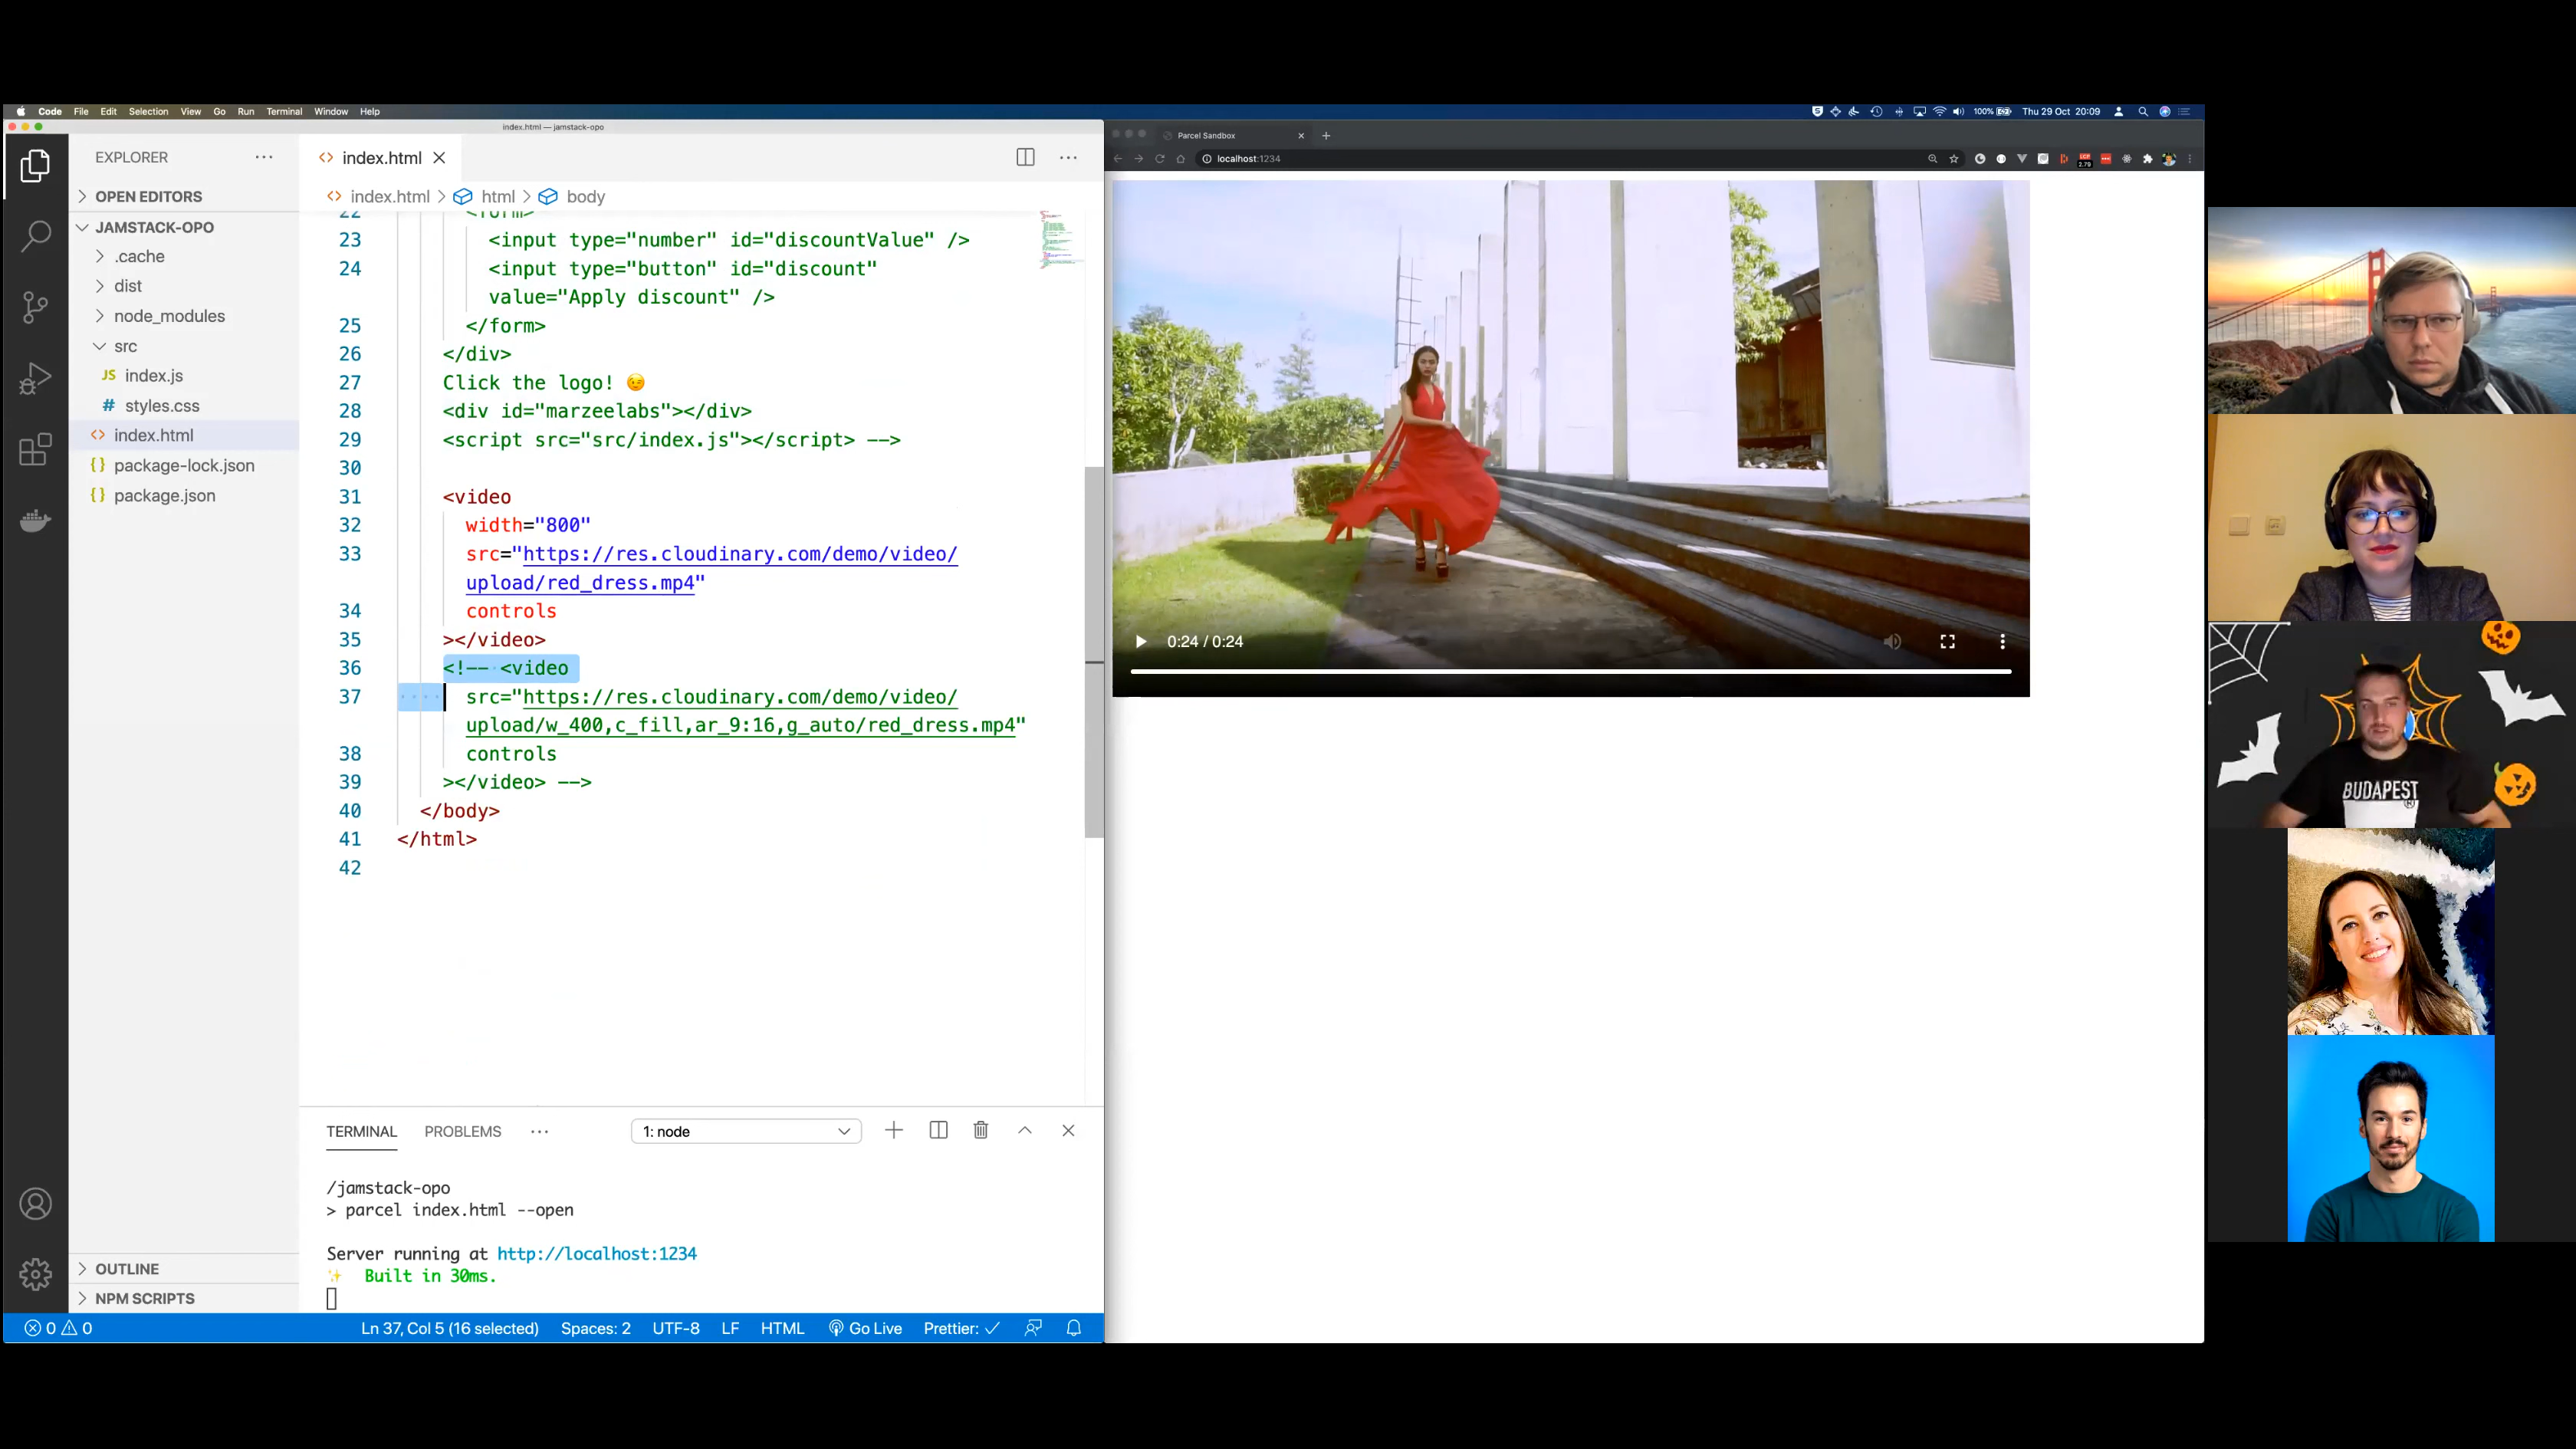 Code File Edit Selection View Go Run Terminal Window Help
100% Thu 29 Oct 20:09
index.html — jamstack-opo
EXPLORER
OPEN EDITORS
JAMSTACK-OPO
.cache
dist
node_modules
src
JS index.js
# styles.css
<> index.html
{} package-lock.json
{} package.json
OUTLINE
NPM SCRIPTS
<> index.html
<> index.html > html > body
22 <form>
23 <input type="number" id="discountValue" />
24 <input type="button" id="discount"
value="Apply discount" />
25 </form>
26 </div>
27 Click the logo! 😉
28 <div id="marzeelabs"></div>
29 <script src="src/index.js"></script> -->
30
31 <video
32 width="800"
33 src="https://res.cloudinary.com/demo/video/
upload/red_dress.mp4"
34 controls
35 ></video>
36 <!-- <video
37 src="https://res.cloudinary.com/demo/video/
upload/w_400,c_fill,ar_9:16,g_auto/red_dress.mp4"
38 controls
39 ></video> -->
40 </body>
41 </html>
42
TERMINAL PROBLEMS
1: node
/jamstack-opo
> parcel index.html --open
Server running at http://localhost:1234
✨ Built in 30ms.
0 0
Ln 37, Col 5 (16 selected) Spaces: 2 UTF-8 LF HTML Go Live Prettier: ✓
Parcel Sandbox
localhost:1234
2.79
0:24 / 0:24
BUDAPEST